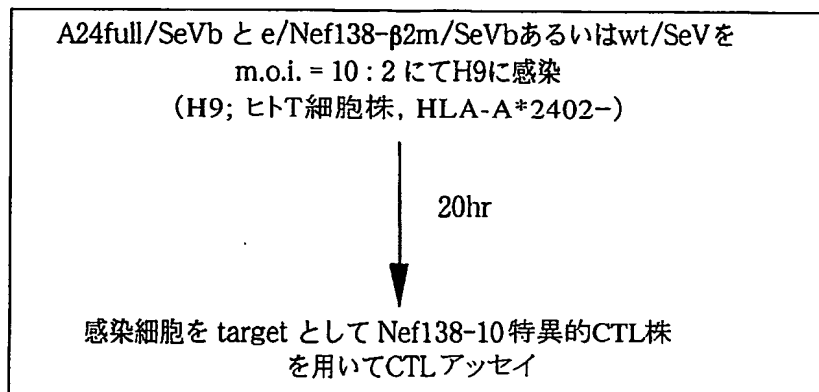 A24full/SeVb と e/Nef138-β2m/SeVbあるいはwt/SeVを
m.o.i. = 10 : 2 にてH9に感染
(H9; ヒトT細胞株, HLA-A*2402-)
20hr
感染細胞を target として Nef138-10特異的CTL株
を用いてCTLアッセイ